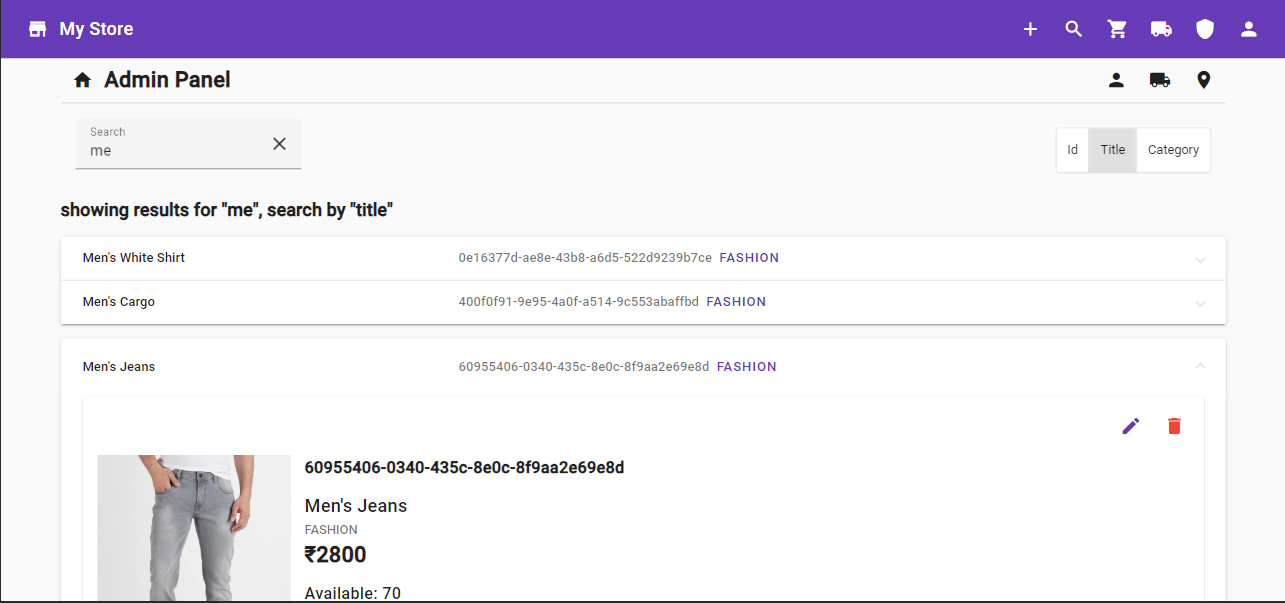 My Store
Admin Panel
Search
me
Id Title Category
showing results for "me", search by "title"
Men's White Shirt 0e16377d-ae8e-43b8-a6d5-522d9239b7ce FASHION
Men's Cargo 400f0f91-9e95-4a0f-a514-9c553abaffbd FASHION
Men's Jeans 60955406-0340-435c-8e0c-8f9aa2e69e8d FASHION
60955406-0340-435c-8e0c-8f9aa2e69e8d
Men's Jeans
FASHION
₹2800
Available: 70